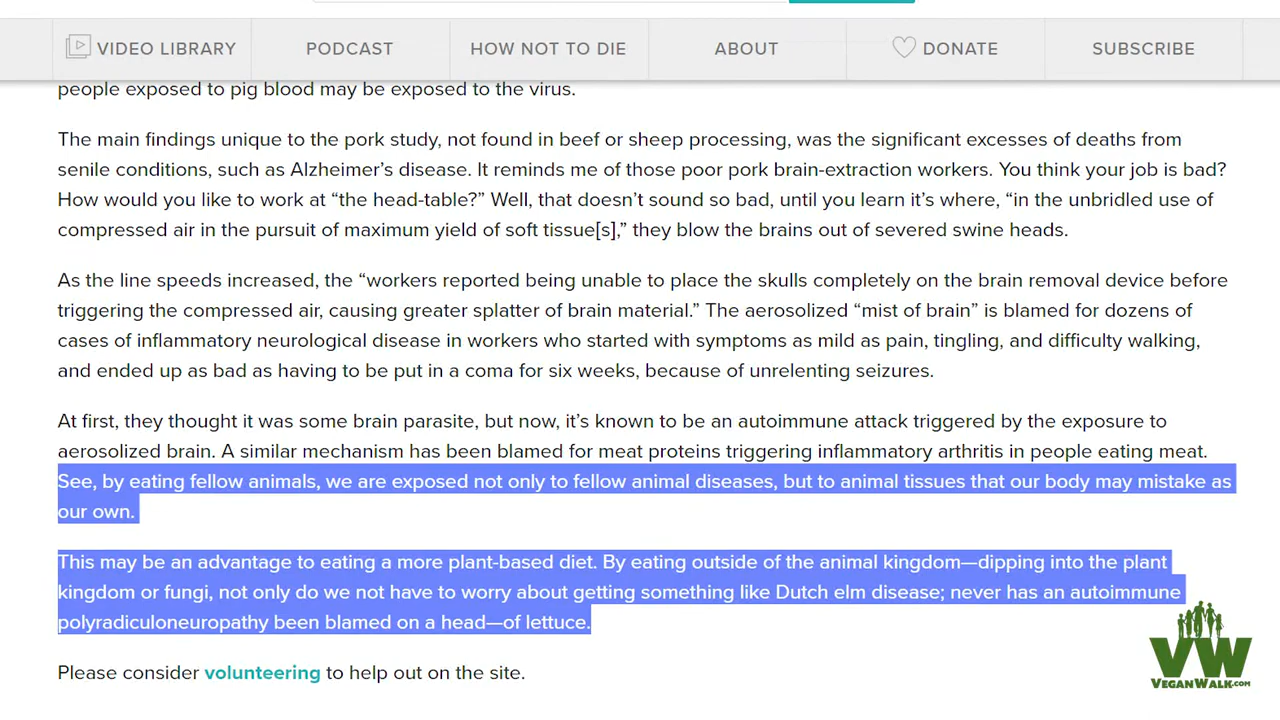 VIDEO LIBRARY
PODCAST
HOW NOT TO DIE
ABOUT
DONATE
SUBSCRIBE
people exposed to pig blood may be exposed to the virus.
The main findings unique to the pork study, not found in beef or sheep processing, was the significant excesses of deaths from
senile conditions, such as Alzheimer’s disease. It reminds me of those poor pork brain-extraction workers. You think your job is bad?
How would you like to work at “the head-table?” Well, that doesn’t sound so bad, until you learn it’s where, “in the unbridled use of
compressed air in the pursuit of maximum yield of soft tissue[s],” they blow the brains out of severed swine heads.
As the line speeds increased, the “workers reported being unable to place the skulls completely on the brain removal device before
triggering the compressed air, causing greater splatter of brain material.” The aerosolized “mist of brain” is blamed for dozens of
cases of inflammatory neurological disease in workers who started with symptoms as mild as pain, tingling, and difficulty walking,
and ended up as bad as having to be put in a coma for six weeks, because of unrelenting seizures.
At first, they thought it was some brain parasite, but now, it’s known to be an autoimmune attack triggered by the exposure to
aerosolized brain. A similar mechanism has been blamed for meat proteins triggering inflammatory arthritis in people eating meat.
See, by eating fellow animals, we are exposed not only to fellow animal diseases, but to animal tissues that our body may mistake as
our own.
This may be an advantage to eating a more plant-based diet. By eating outside of the animal kingdom—dipping into the plant
kingdom or fungi, not only do we not have to worry about getting something like Dutch elm disease; never has an autoimmune
polyradiculoneuropathy been blamed on a head—of lettuce.
Please consider volunteering to help out on the site.
VW
VEGANWALK.COM